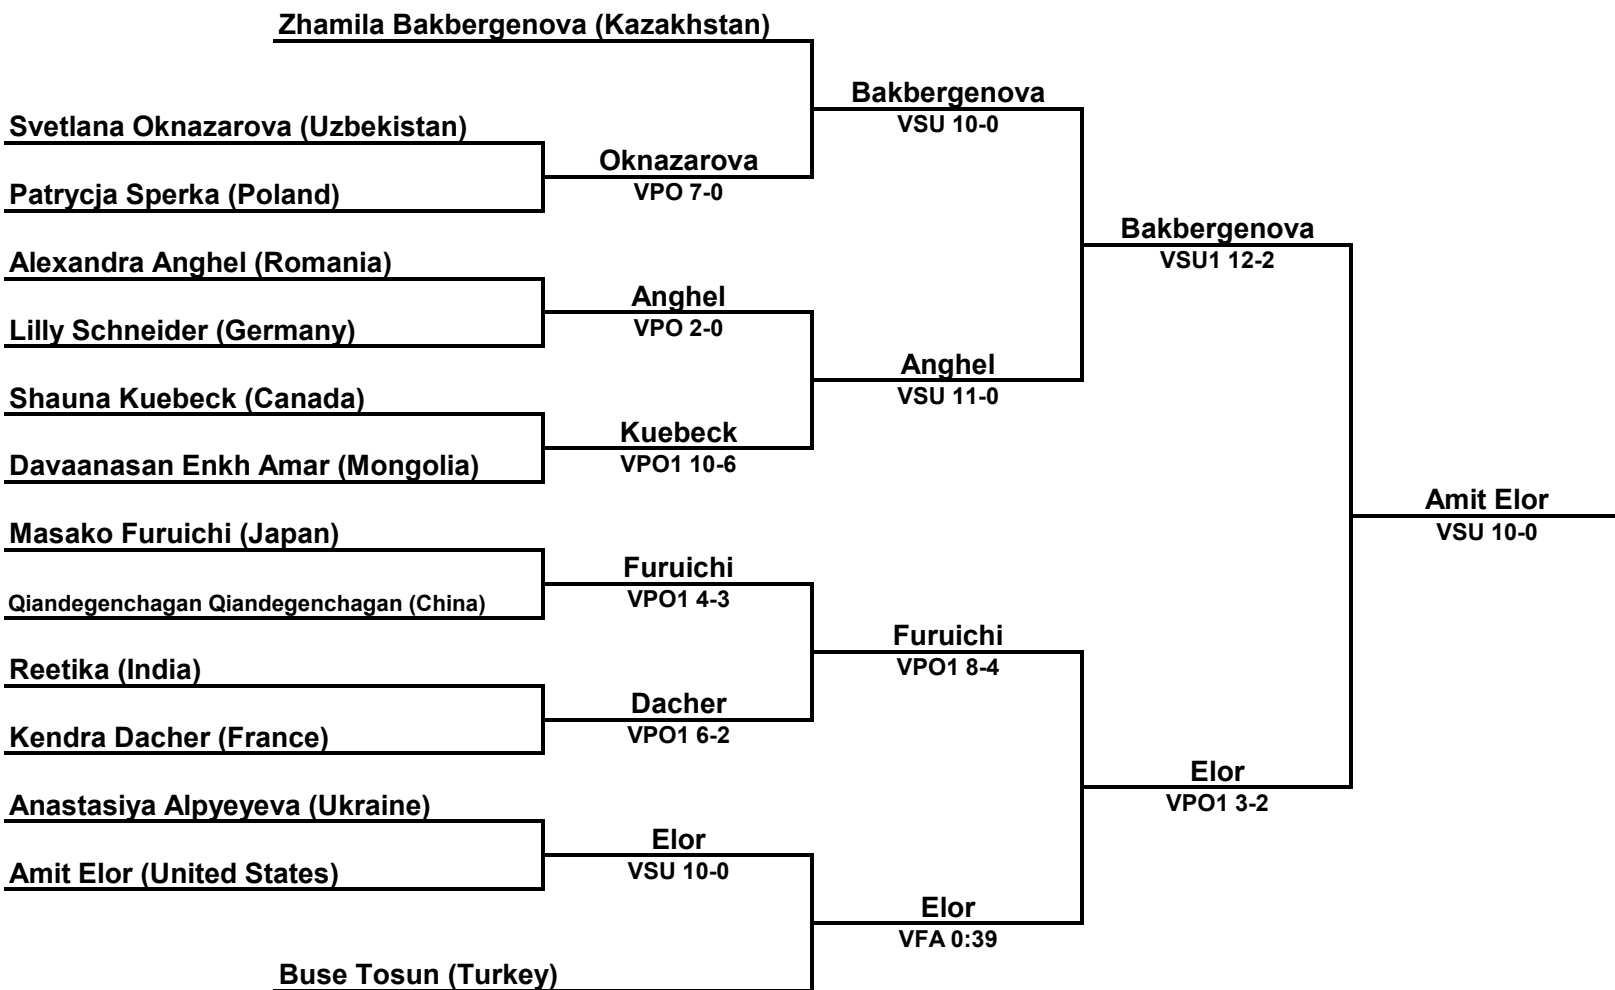 Zhamila Bakbergenova (Kazakhstan)
Bakbergenova
VSU 10-0
Svetlana Oknazarova (Uzbekistan)
Oknazarova
VPO 7-0
Patrycja Sperka (Poland)
Bakbergenova
VSU1 12-2
Alexandra Anghel (Romania)
Anghel
VPO 2-0
Lilly Schneider (Germany)
Anghel
VSU 11-0
Shauna Kuebeck (Canada)
Kuebeck
VPO1 10-6
Davaanasan Enkh Amar (Mongolia)
Amit Elor
VSU 10-0
Masako Furuichi (Japan)
Furuichi
VPO1 4-3
Qiandegenchagan Qiandegenchagan (China)
Furuichi
VPO1 8-4
Reetika (India)
Dacher
VPO1 6-2
Kendra Dacher (France)
Elor
VPO1 3-2
Anastasiya Alpyeyeva (Ukraine)
Elor
VSU 10-0
Amit Elor (United States)
Elor
VFA 0:39
Buse Tosun (Turkey)